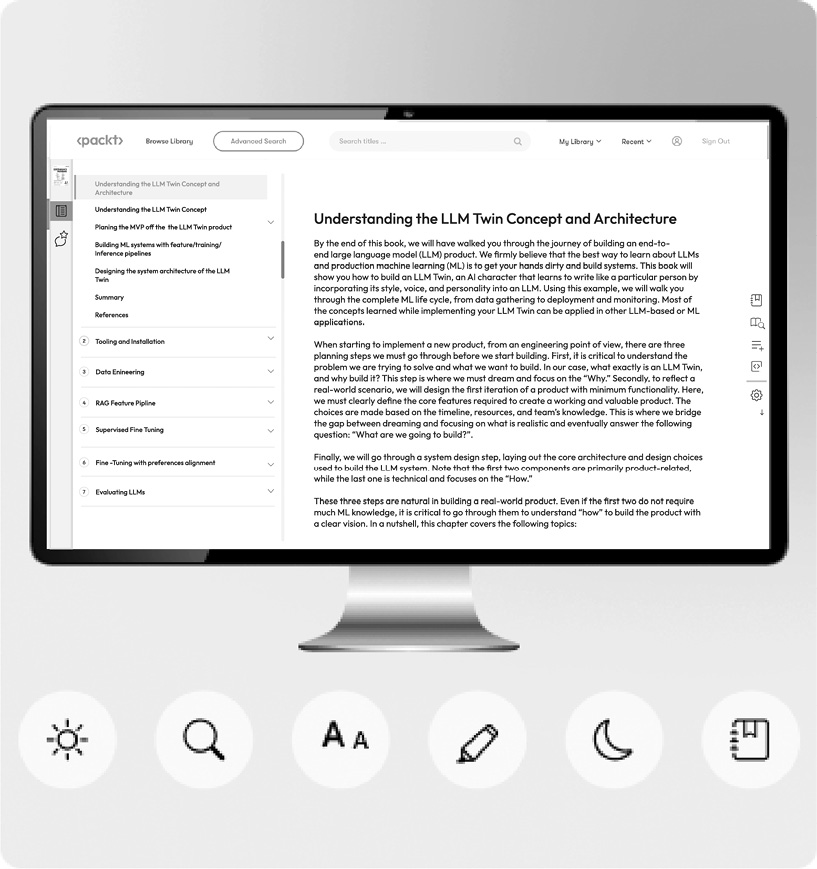 <packt>
Browse Library
Advanced Search
Search titles ...
My Library
Recent
Sign Out
Understanding the LLM Twin Concept and
Architecture
Understanding the LLM Twin Concept
Planing the MVP off the the LLM Twin product
Building ML systems with feature/training/
Inference pipelines
Designing the system architecture of the LLM
Twin
Summary
References
2 Tooling and Installation
3 Data Enineering
4 RAG Feature Pipline
5 Supervised Fine Tuning
6 Fine -Tuning with preferences alignment
7 Evaluating LLMs
Understanding the LLM Twin Concept and Architecture
By the end of this book, we will have walked you through the journey of building an end-to-
end large language model (LLM) product. We firmly believe that the best way to learn about LLMs
and production machine learning (ML) is to get your hands dirty and build systems. This book will
show you how to build an LLM Twin, an AI character that learns to write like a particular person by
incorporating its style, voice, and personality into an LLM. Using this example, we will walk you
through the complete ML life cycle, from data gathering to deployment and monitoring. Most of
the concepts learned while implementing your LLM Twin can be applied in other LLM-based or ML
applications.
When starting to implement a new product, from an engineering point of view, there are three
planning steps we must go through before we start building. First, it is critical to understand the
problem we are trying to solve and what we want to build. In our case, what exactly is an LLM Twin,
and why build it? This step is where we must dream and focus on the “Why.” Secondly, to reflect a
real-world scenario, we will design the first iteration of a product with minimum functionality. Here,
we must clearly define the core features required to create a working and valuable product. The
choices are made based on the timeline, resources, and team’s knowledge. This is where we bridge
the gap between dreaming and focusing on what is realistic and eventually answer the following
question: “What are we going to build?”.
Finally, we will go through a system design step, laying out the core architecture and design choices
used to build the LLM system. Note that the first two components are primarily product-related,
while the last one is technical and focuses on the “How.”
These three steps are natural in building a real-world product. Even if the first two do not require
much ML knowledge, it is critical to go through them to understand “how” to build the product with
a clear vision. In a nutshell, this chapter covers the following topics:
A A